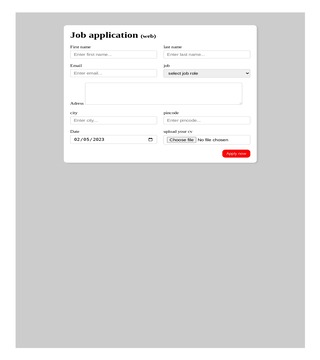 Job application (web)
First name last name
Enter first name... Enter last name...
Email job
Enter email... select job role
Adress
city pincode
Enter city... Enter pincode...
Date upload your cv
02/05/2023 Choose file No file chosen
Apply now